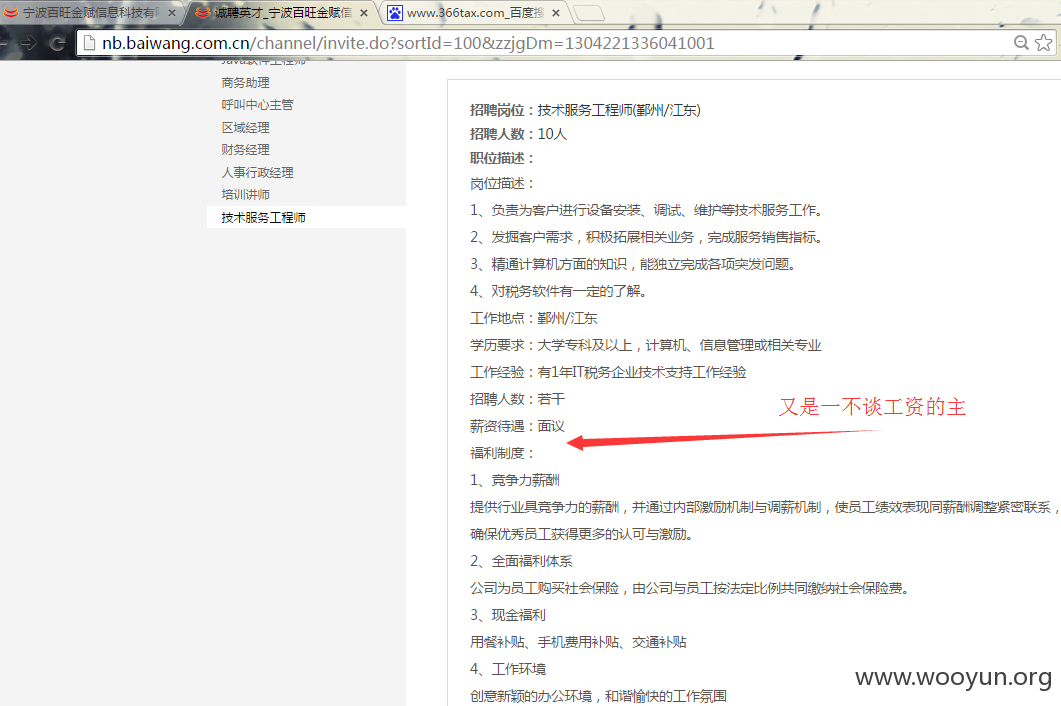 宁波百旺金赋信息科技有
诚聘英才_宁波百旺金赋信
www.366tax.com_百度搜
nb.baiwang.com.cn/channel/invite.do?sortId=100&zzjgDm=1304221336041001
Java软件工程师
商务助理
呼叫中心主管
区域经理
财务经理
人事行政经理
培训讲师
技术服务工程师
招聘岗位：技术服务工程师(鄞州/江东)
招聘人数：10人
职位描述：
岗位描述：
1、负责为客户进行设备安装、调试、维护等技术服务工作。
2、发掘客户需求，积极拓展相关业务，完成服务销售指标。
3、精通计算机方面的知识，能独立完成各项突发问题。
4、对税务软件有一定的了解。
工作地点：鄞州/江东
学历要求：大学专科及以上，计算机、信息管理或相关专业
工作经验：有1年IT税务企业技术支持工作经验
招聘人数：若干
又是一不谈工资的主
薪资待遇：面议
福利制度：
1、竞争力薪酬
提供行业具竞争力的薪酬，并通过内部激励机制与调薪机制，使员工绩效表现同薪酬调整紧密联系，
确保优秀员工获得更多的认可与激励。
2、全面福利体系
公司为员工购买社会保险，由公司与员工按法定比例共同缴纳社会保险费。
3、现金福利
用餐补贴、手机费用补贴、交通补贴
4、工作环境
创意新颖的办公环境，和谐愉快的工作氛围
www.wooyun.org